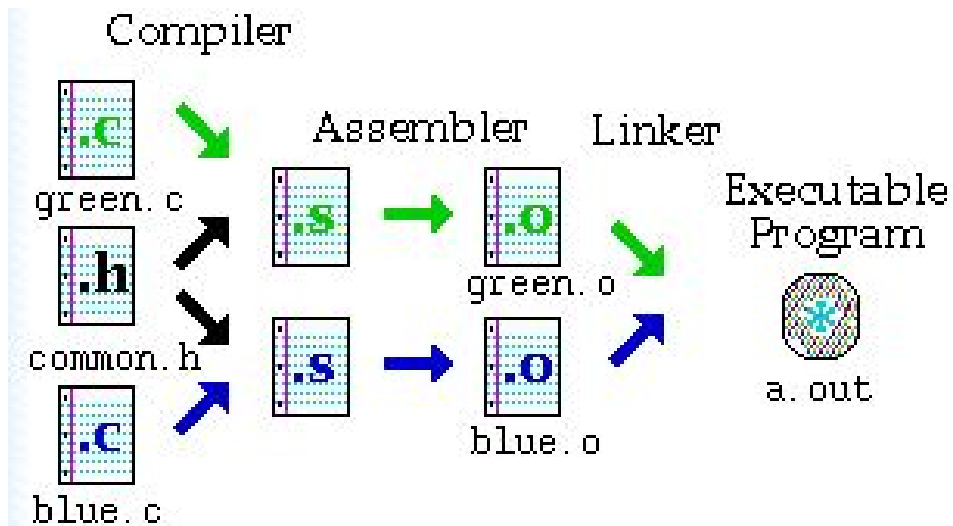 Compiler
.c
green.c
.h
common.h
.c
blue.c
Assembler
.s
.s
.o
green.o
.o
blue.o
Linker
Executable
Program
a.out